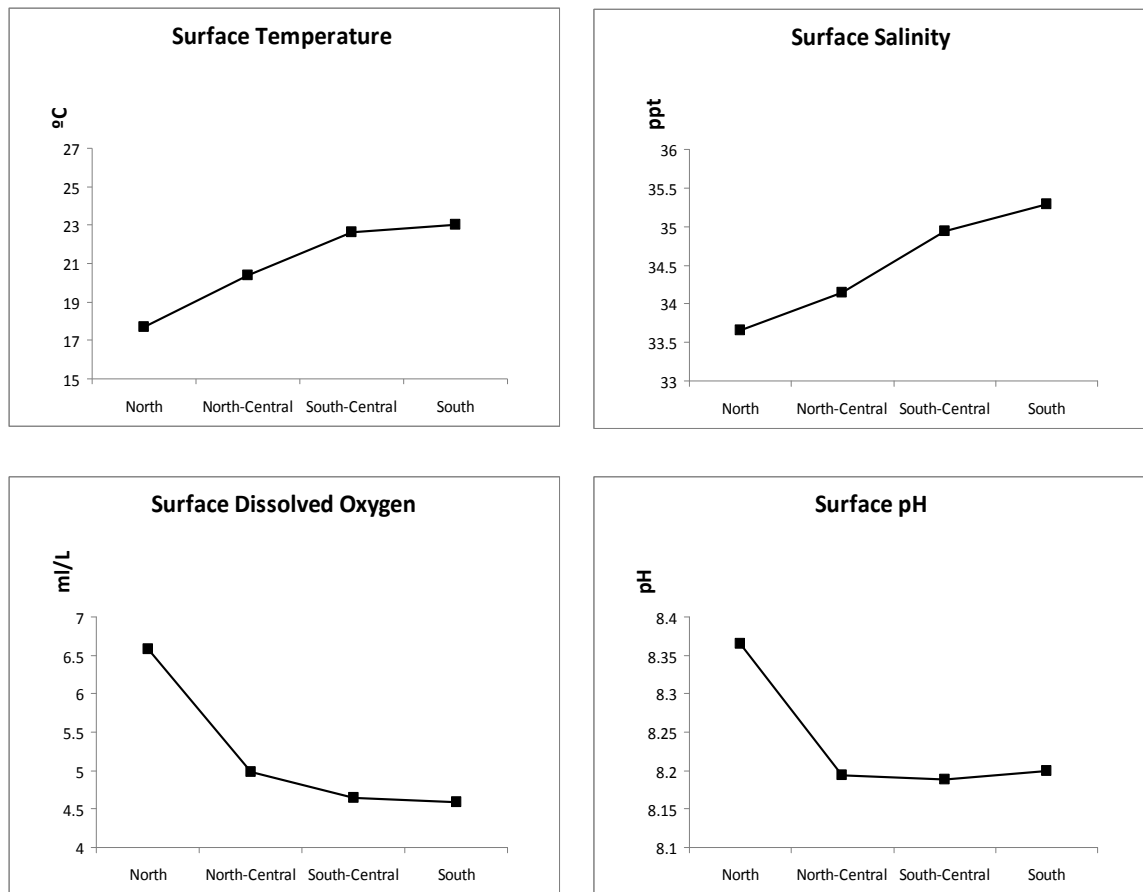 Surface Temperature
ºC
27
25
23
21
19
17
15
North North-Central South-Central South
Surface Salinity
ppt
36
35.5
35
34.5
34
33.5
33
North North-Central South-Central South
Surface Dissolved Oxygen
ml/L
7
6.5
6
5.5
5
4.5
4
North North-Central South-Central South
Surface pH
pH
8.4
8.35
8.3
8.25
8.2
8.15
8.1
North North-Central South-Central South